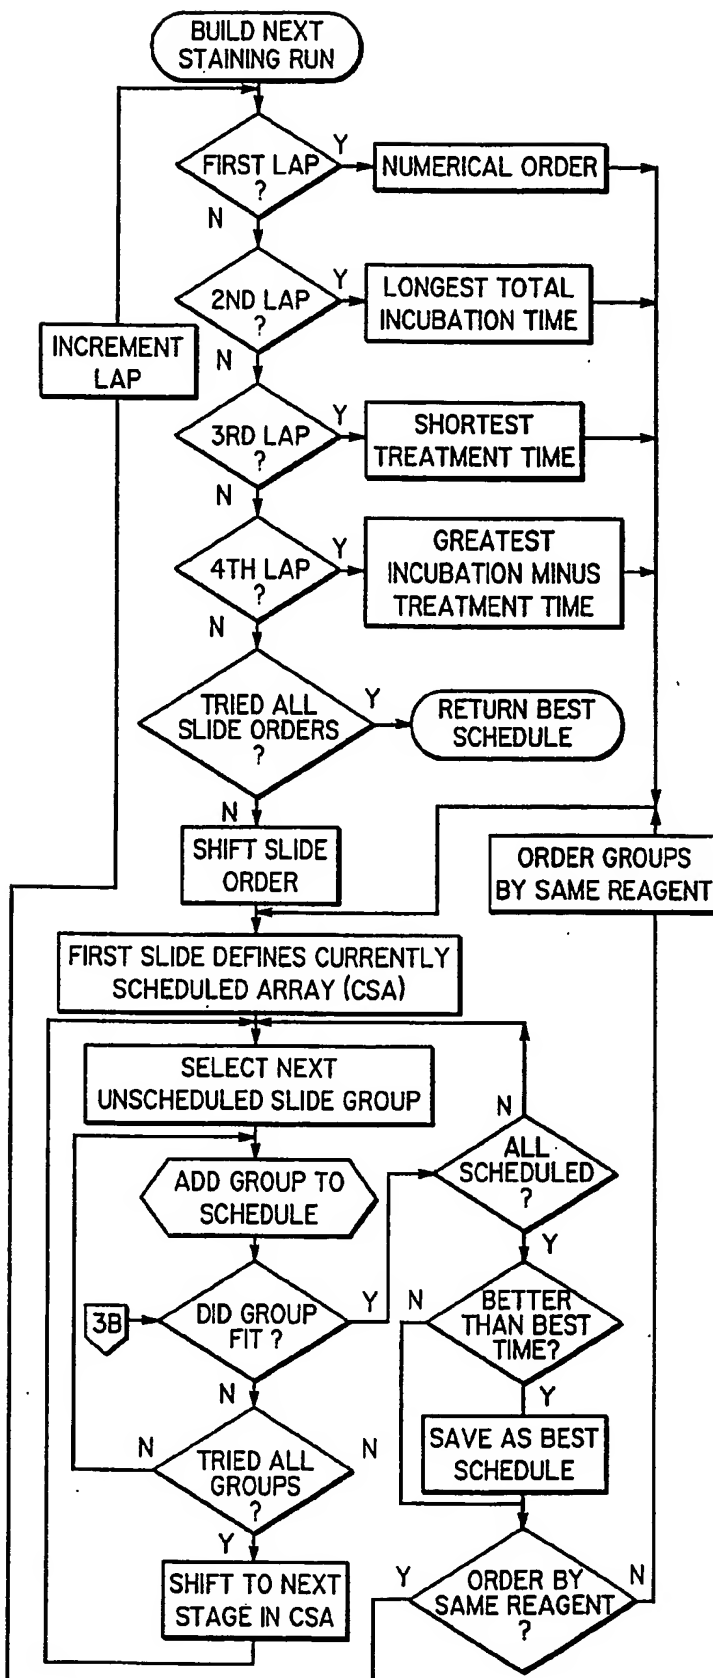 BUILD NEXT
STAINING RUN
Y
FIRST LAP
?
NUMERICAL ORDER
N
Y
2ND LAP
?
LONGEST TOTAL
INCUBATION TIME
INCREMENT
LAP
N
Y
3RD LAP
?
SHORTEST
TREATMENT TIME
N
Y
4TH LAP
?
GREATEST
INCUBATION MINUS
TREATMENT TIME
N
TRIED ALL
SLIDE ORDERS
?
Y
RETURN BEST
SCHEDULE
N
SHIFT SLIDE
ORDER
ORDER GROUPS
BY SAME REAGENT
FIRST SLIDE DEFINES CURRENTLY
SCHEDULED ARRAY (CSA)
SELECT NEXT
UNSCHEDULED SLIDE GROUP
N
ALL
SCHEDULED
?
ADD GROUP TO
SCHEDULE
Y
3B
DID GROUP
FIT ?
Y
N
BETTER
THAN BEST
TIME?
N
Y
N
TRIED ALL
GROUPS
?
N
SAVE AS BEST
SCHEDULE
Y
SHIFT TO NEXT
STAGE IN CSA
Y
ORDER BY
SAME REAGENT
?
N